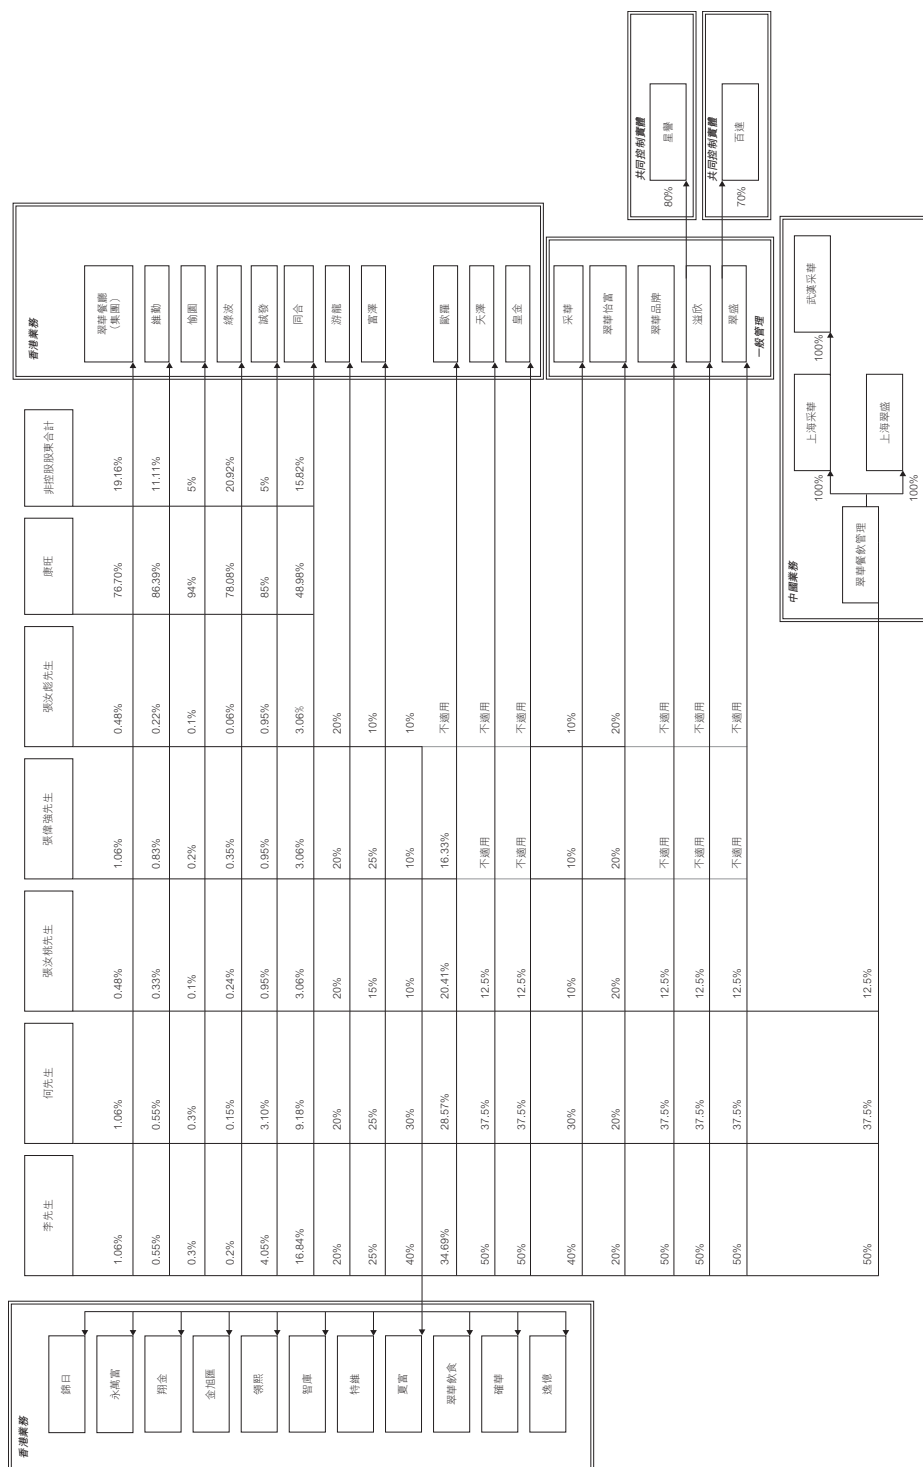 李先生
何先生
張汝桃先生
張偉強先生
張汝彪先生
康旺
非控股股東合計
香港業務
1.06%
1.06%
0.48%
1.06%
0.48%
76.70%
19.16%
翠華餐廳
(集團)
0.55%
0.55%
0.33%
0.83%
0.22%
86.39%
11.11%
維勤
0.3%
0.3%
0.1%
0.2%
0.1%
94%
5%
愉圃
0.2%
0.15%
0.24%
0.35%
0.06%
78.08%
20.92%
綠波
4.05%
3.10%
0.95%
0.95%
0.95%
85%
5%
誠發
16.84%
9.18%
3.06%
3.06%
3.06%
48.98%
15.82%
同合
20%
20%
20%
20%
20%
游龍
25%
25%
15%
25%
10%
富澤
40%
30%
10%
10%
10%
34.69%
28.57%
20.41%
16.33%
不適用
歐羅
50%
37.5%
12.5%
不適用
不適用
天澤
50%
37.5%
12.5%
不適用
不適用
皇金
40%
30%
10%
10%
10%
采華
20%
20%
20%
20%
20%
翠華怡富
50%
37.5%
12.5%
不適用
不適用
翠華品牌
50%
37.5%
12.5%
不適用
不適用
溢欣
50%
37.5%
12.5%
不適用
不適用
翠盛
一般管理
共同控制實體
80%
星譽
共同控制實體
70%
百達
中國業務
50%
37.5%
12.5%
翠華餐飲管理
100%
上海采華
100%
武漢采華
100%
上海翠盛
香港業務
錦日
永萬富
翔金
金旭匯
領熙
智庫
特維
夏富
翠華飲食
確華
逸億